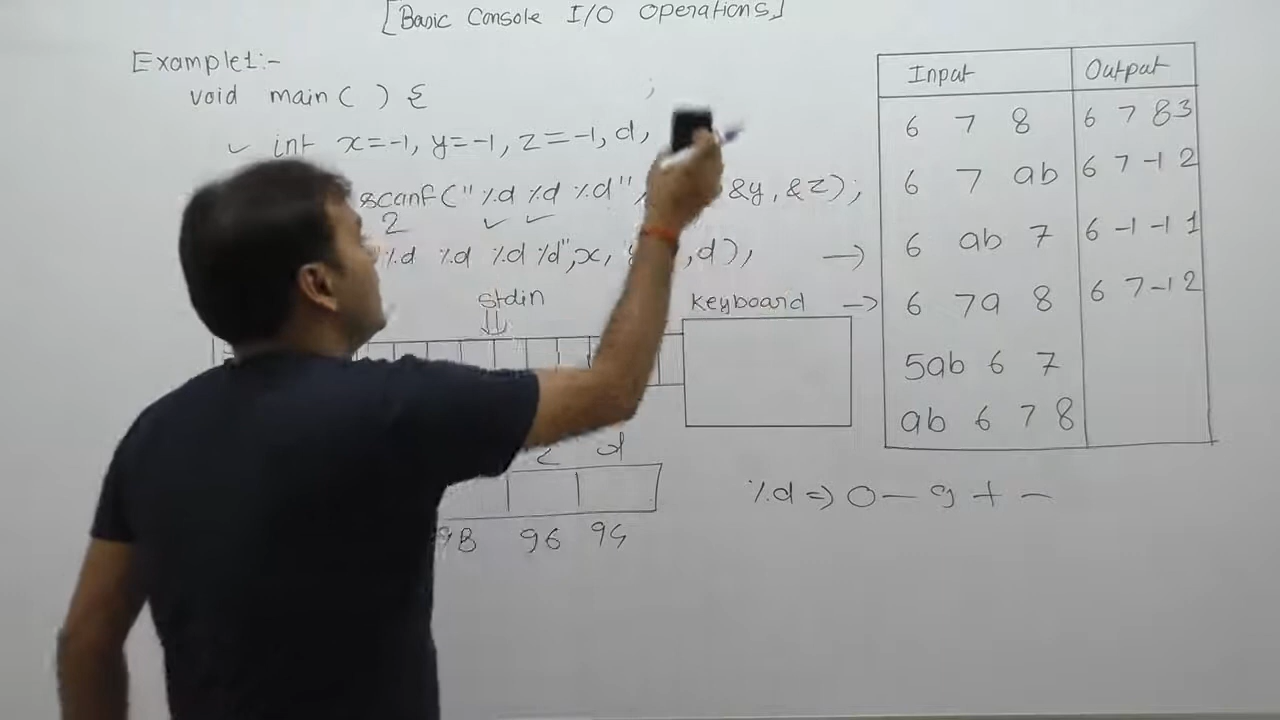 [Basic Console I/O Operations]
Example1:-
void main( ) {
;
int x=-1, y=-1, z=-1, d,
scanf("%d %d %d", &y, &z);
2
"%d %d %d %d",x, ,d),
stdin
Keyboard
z d
98 96 94
Input Output
6 7 8 6 7 8 3
6 7 ab 6 7 -1 2
6 ab 7 6 -1 -1 1
6 7a 8 6 7 -1 2
5ab 6 7
ab 6 7 8
%d => 0 - 9 + -